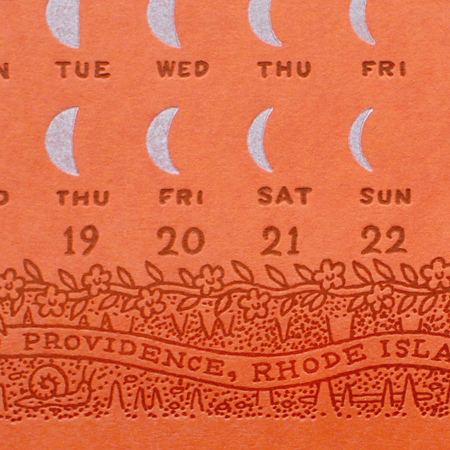 TUE WED THU FRI
THU FRI SAT SUN
19 20 21 22
PROVIDENCE, RHODE ISLA